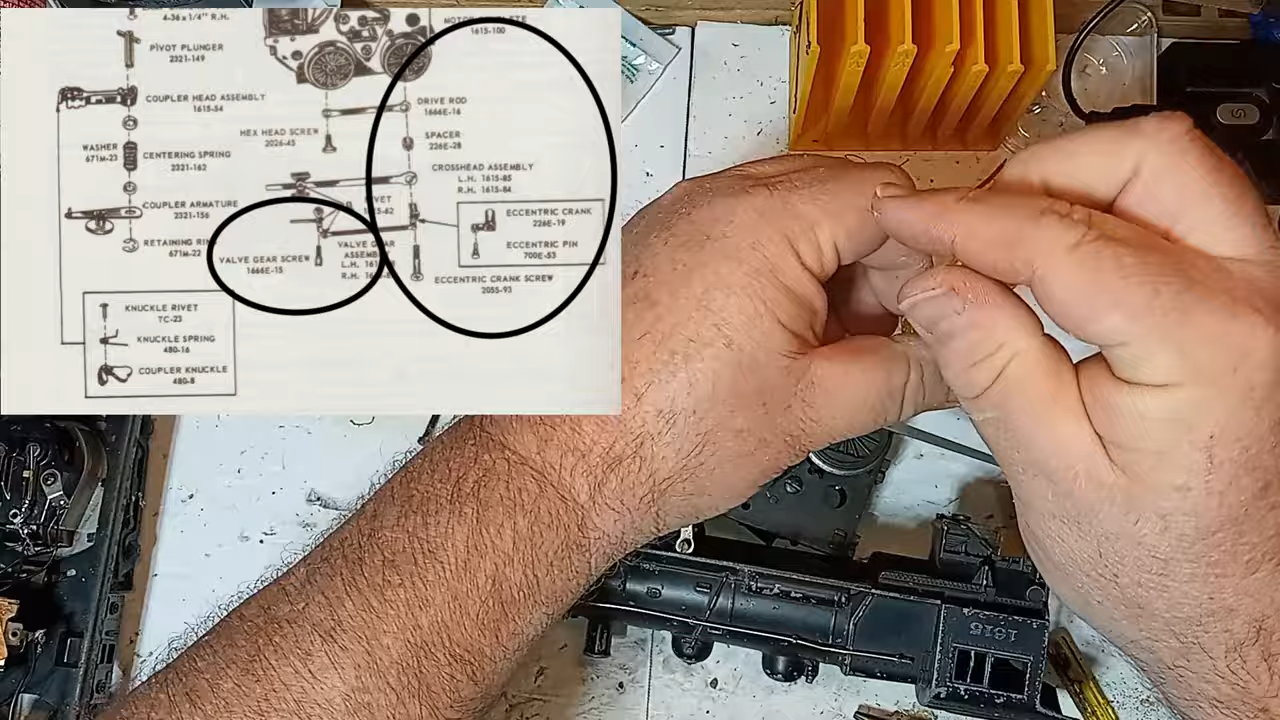 4-36 x 1/4" R.H.
PIVOT PLUNGER
2321-149
COUPLER HEAD ASSEMBLY
1615-54
WASHER
671M-23
CENTERING SPRING
2321-162
COUPLER ARMATURE
2321-156
RETAINING
671M-22
KNUCKLE RIVET
TC-23
KNUCKLE SPRING
480-16
COUPLER KNUCKLE
480-8
MOTOR
1615-100
DRIVE ROD
1666E-16
HEX HEAD SCREW
2026-45
SPACER
226E-28
CROSSHEAD ASSEMBLY
L.H. 1615-85
R.H. 1615-84
ECCENTRIC CRANK
226E-19
ECCENTRIC PIN
700E-53
VALVE GEAR SCREW
1666E-15
VALVE GEAR
L.H.
R.H.
ECCENTRIC CRANK SCREW
2055-93
1615